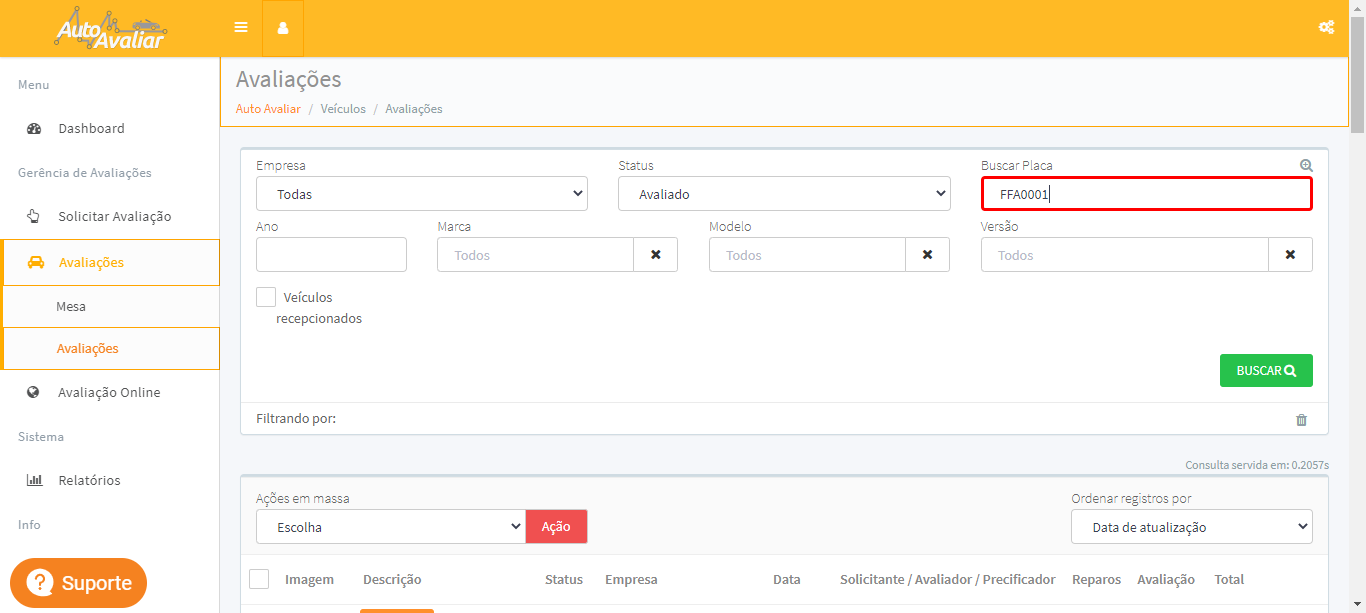 AutoAvaliar
Menu
Dashboard
Gerência de Avaliações
Solicitar Avaliação
Avaliações
Mesa
Avaliações
Avaliação Online
Sistema
Relatórios
Info
Suporte
Avaliações
Auto Avaliar / Veículos / Avaliações
Empresa Status Buscar Placa
Todas Avaliado FFA0001
Ano Marca Modelo Versão
Todos Todos Todos
Veículos
recepcionados
BUSCAR
Filtrando por:
Consulta servida em: 0.2057s
Ações em massa Ordenar registros por
Escolha Ação Data de atualização
Imagem Descrição Status Empresa Data Solicitante / Avaliador / Precificador Reparos Avaliação Total